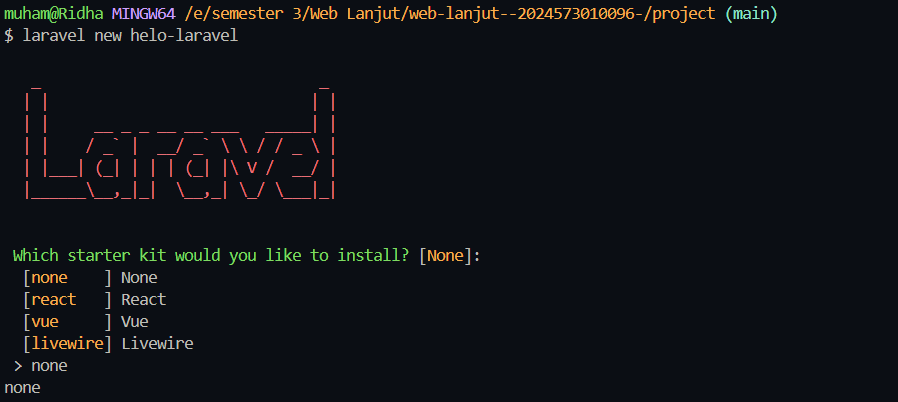 muham@Ridha MINGW64 /e/semester 3/Web Lanjut/web-lanjut--2024573010096-/project (main)
$ laravel new helo-laravel
Laravel
Which starter kit would you like to install? [None]:
[none    ] None
[react   ] React
[vue     ] Vue
[livewire] Livewire
> none
none